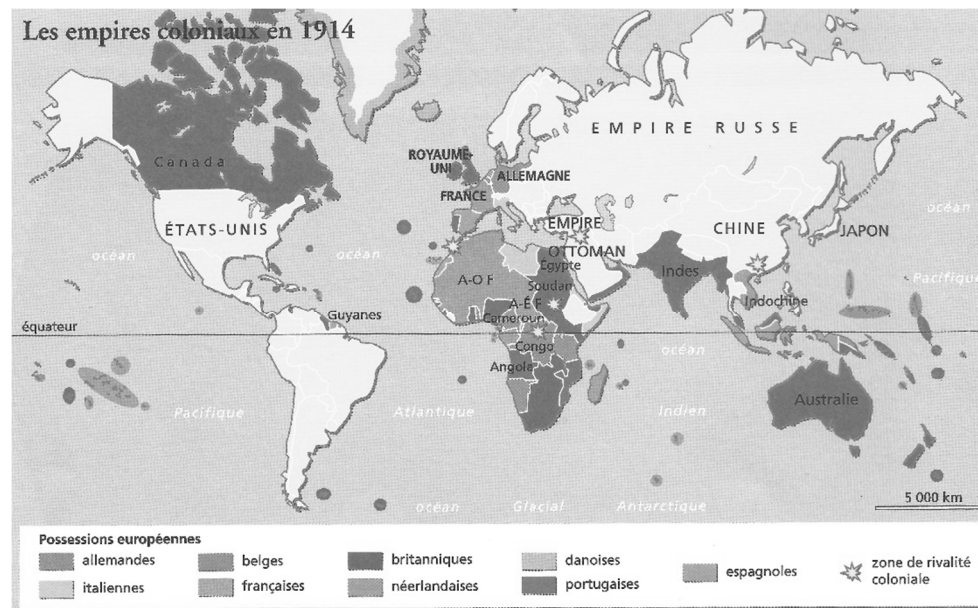 Les empires coloniaux en 1914
Canada
ROYAUME-
UNI
ALLEMAGNE
FRANCE
EMPIRE RUSSE
ÉTATS-UNIS
EMPIRE
OTTOMAN
CHINE
JAPON
océan
océan
océan
Pacifique
A-O F
Égypte
Soudan
A-É F
Cameroun
Indes
Indochine
Guyanes
équateur
Congo
océan
Angola
Australie
Pacifique
Atlantique
Indien
océan
Glacial
Antarctique
5 000 km
Possessions européennes
allemandes
belges
britanniques
danoises
espagnoles
zone de rivalité
coloniale
italiennes
françaises
néerlandaises
portugaises